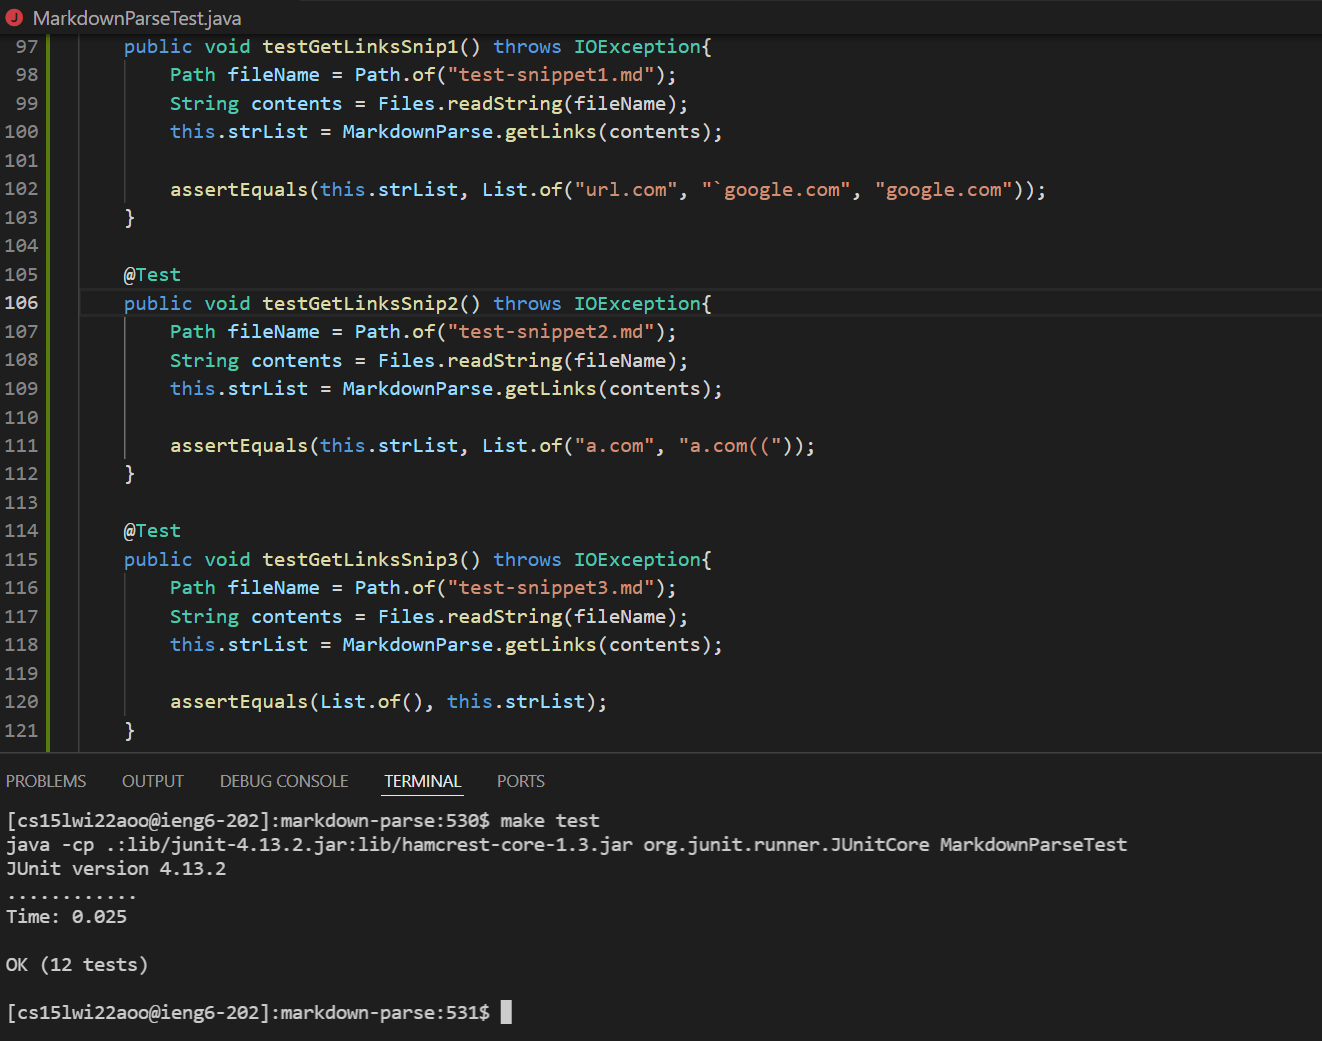 J MarkdownParseTest.java
97 public void testGetLinksSnip1() throws IOException{
98 Path fileName = Path.of("test-snippet1.md");
99 String contents = Files.readString(fileName);
100 this.strList = MarkdownParse.getLinks(contents);
101
102 assertEquals(this.strList, List.of("url.com", "`google.com", "google.com"));
103 }
104
105 @Test
106 public void testGetLinksSnip2() throws IOException{
107 Path fileName = Path.of("test-snippet2.md");
108 String contents = Files.readString(fileName);
109 this.strList = MarkdownParse.getLinks(contents);
110
111 assertEquals(this.strList, List.of("a.com", "a.com(("));
112 }
113
114 @Test
115 public void testGetLinksSnip3() throws IOException{
116 Path fileName = Path.of("test-snippet3.md");
117 String contents = Files.readString(fileName);
118 this.strList = MarkdownParse.getLinks(contents);
119
120 assertEquals(List.of(), this.strList);
121 }
PROBLEMS OUTPUT DEBUG CONSOLE TERMINAL PORTS
[cs15lwi22aoo@ieng6-202]:markdown-parse:530$ make test
java -cp .:lib/junit-4.13.2.jar:lib/hamcrest-core-1.3.jar org.junit.runner.JUnitCore MarkdownParseTest
JUnit version 4.13.2
............
Time: 0.025
OK (12 tests)
[cs15lwi22aoo@ieng6-202]:markdown-parse:531$